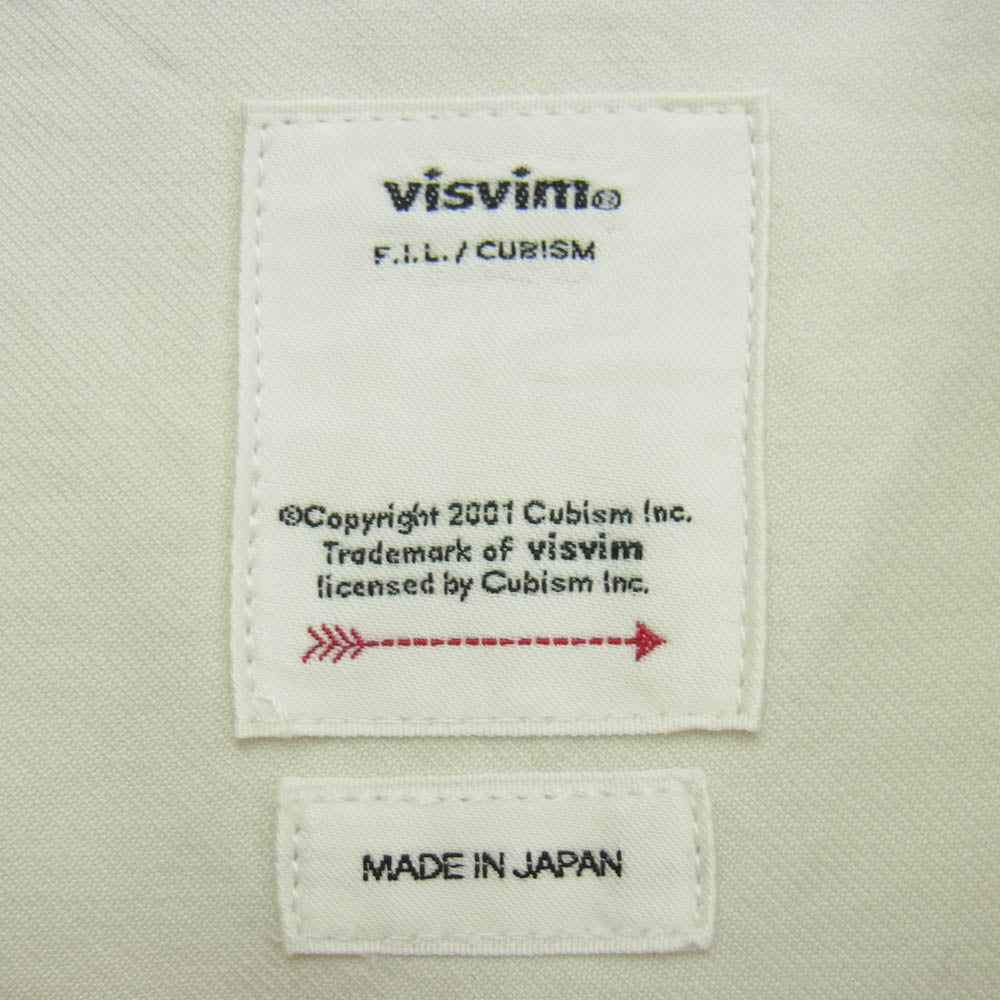 visvim®
F.I.L. / CUBISM
©Copyright 2001 Cubism Inc.
Trademark of visvim
licensed by Cubism Inc.
MADE IN JAPAN